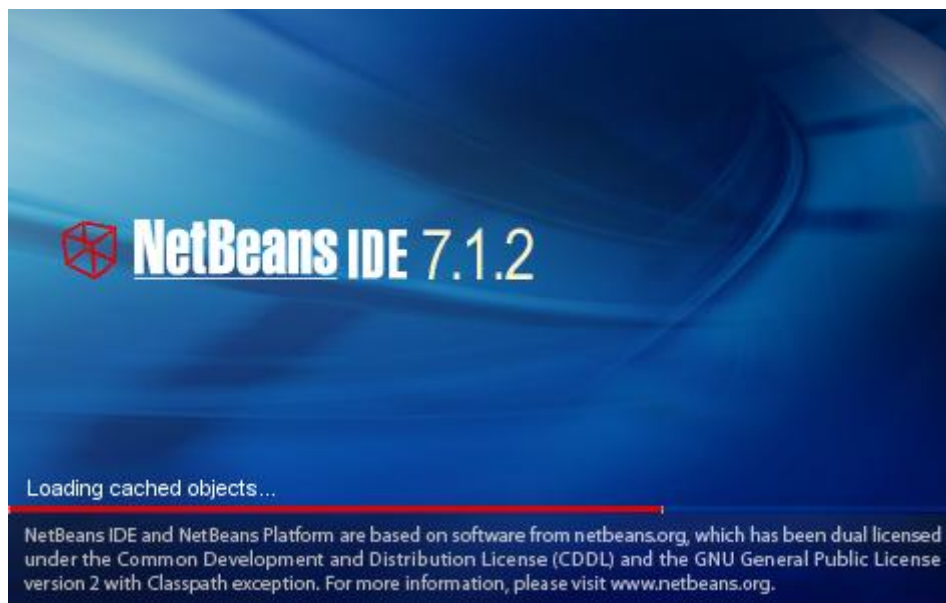 NetBeans IDE 7.1.2
Loading cached objects...
NetBeans IDE and NetBeans Platform are based on software from netbeans.org, which has been dual licensed
under the Common Development and Distribution License (CDDL) and the GNU General Public License
version 2 with Classpath exception. For more information, please visit www.netbeans.org.